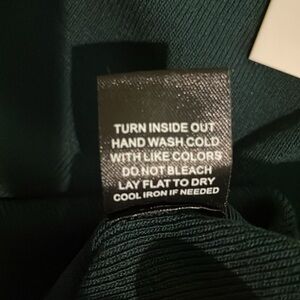 TURN INSIDE OUT
HAND WASH COLD
WITH LIKE COLORS
DO NOT BLEACH
LAY FLAT TO DRY
COOL IRON IF NEEDED